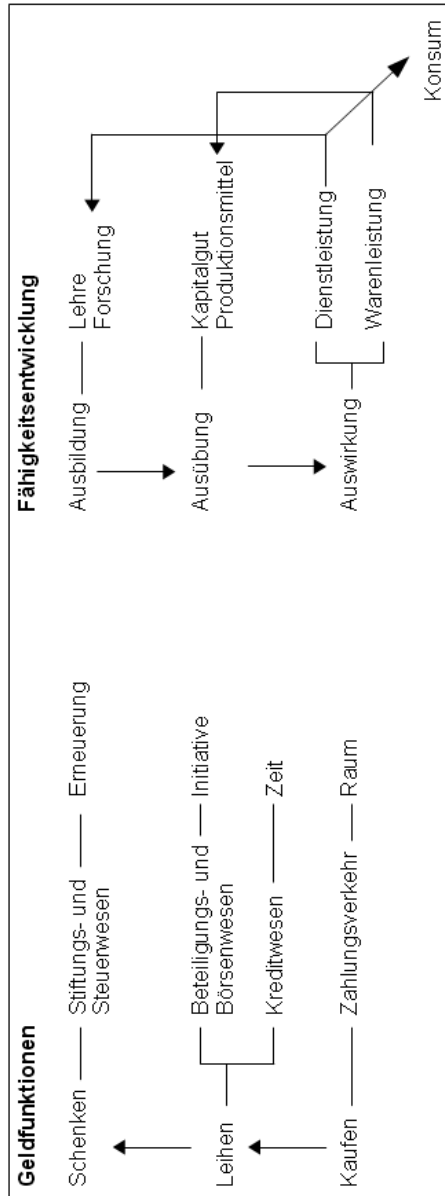 Geldfunktionen
Schenken
Stiftungs- und
Steuerwesen
Erneuerung
Leihen
Beteiligungs- und
Börsenwesen
Initiative
Kreditwesen
Zeit
Kaufen
Zahlungsverkehr
Raum
Fähigkeitsentwicklung
Ausbildung
Lehre
Forschung
Ausübung
Kapitalgut
Produktionsmittel
Auswirkung
Dienstleistung
Warenleistung
Konsum